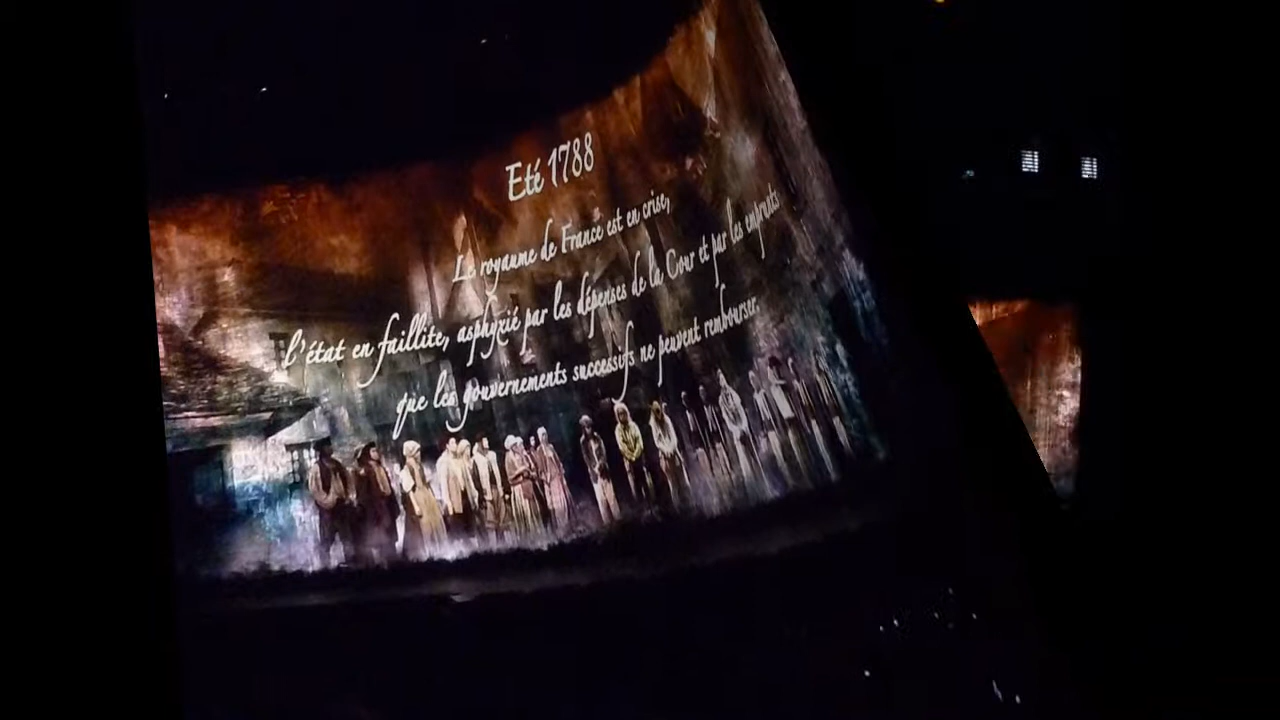 Eté 1788
Le royaume de France est en crise,
l'état en faillite, asphyxié par les dépenses de la Cour et par les emprunts
que les gouvernements successifs ne peuvent rembourser.